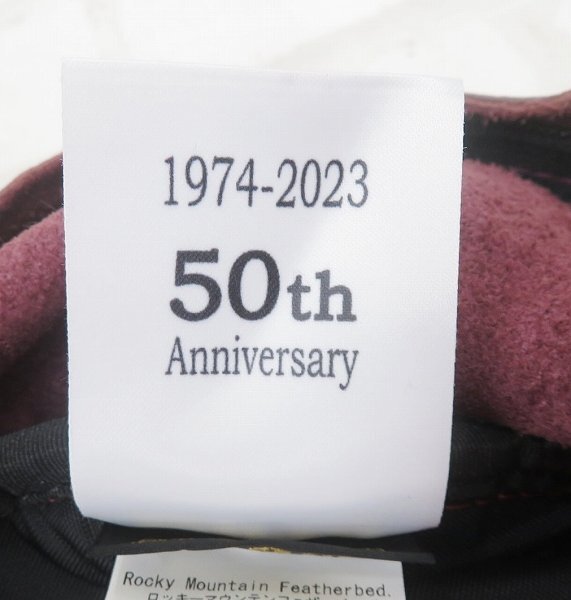 1974-2023
50th
Anniversary
Rocky Mountain Featherbed.